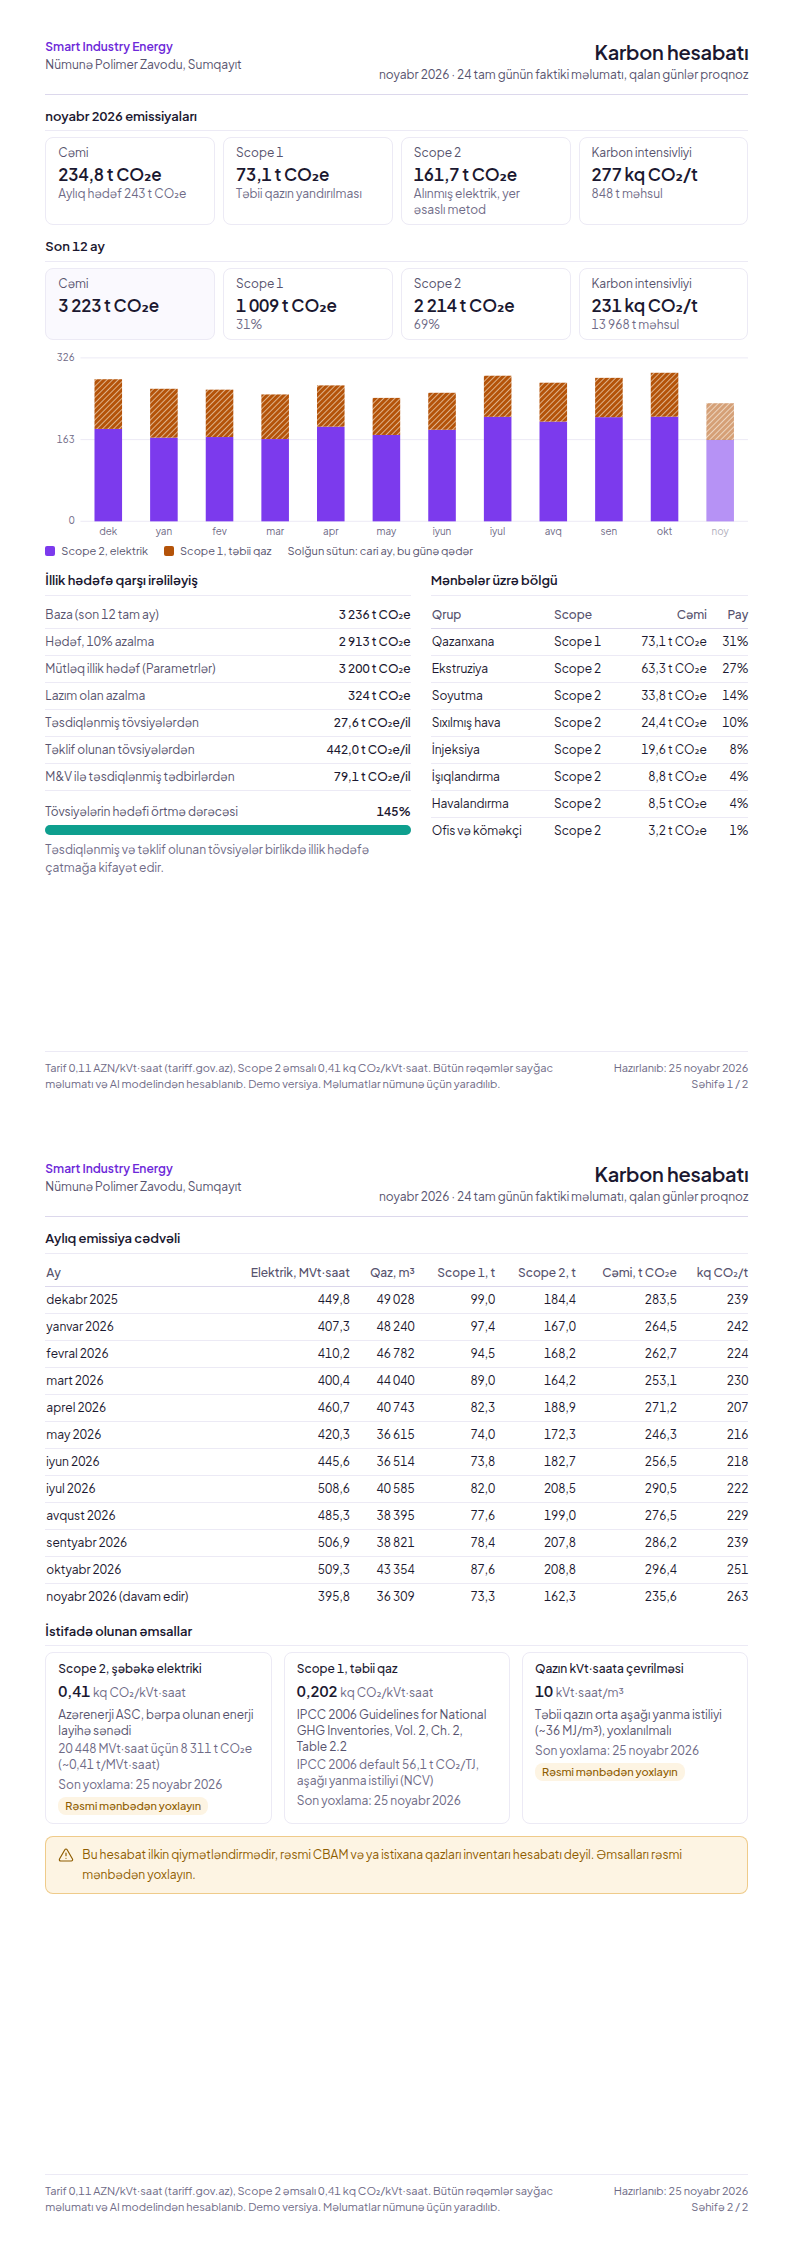 Smart Industry Energy
Nümunə Polimer Zavodu, Sumqayıt
Karbon hesabatı
noyabr 2026 · 24 tam günün faktiki məlumatı, qalan günlər proqnoz
noyabr 2026 emissiyaları
Cəmi
234,8 t CO₂e
Aylıq hədəf 243 t CO₂e
Scope 1
73,1 t CO₂e
Təbii qazın yandırılması
Scope 2
161,7 t CO₂e
Alınmış elektrik, yer
əsaslı metod
Karbon intensivliyi
277 kq CO₂/t
848 t məhsul
Son 12 ay
Cəmi
3 223 t CO₂e
Scope 1
1 009 t CO₂e
31%
Scope 2
2 214 t CO₂e
69%
Karbon intensivliyi
231 kq CO₂/t
13 968 t məhsul
326
163
0
dek yan fev mar apr may iyun iyul avq sen okt noy
Scope 2, elektrik Scope 1, təbii qaz Solğun sütun: cari ay, bu günə qədər
İllik hədəfə qarşı irəliləyiş
Baza (son 12 tam ay) 3 236 t CO₂e
Hədəf, 10% azalma 2 913 t CO₂e
Mütləq illik hədəf (Parametrlər) 3 200 t CO₂e
Lazım olan azalma 324 t CO₂e
Təsdiqlənmiş tövsiyələrdən 27,6 t CO₂e/il
Təklif olunan tövsiyələrdən 442,0 t CO₂e/il
M&V ilə təsdiqlənmiş tədbirlərdən 79,1 t CO₂e/il
Tövsiyələrin hədəfi örtmə dərəcəsi 145%
Təsdiqlənmiş və təklif olunan tövsiyələr birlikdə illik hədəfə
çatmağa kifayət edir.
Mənbələr üzrə bölgü
Qrup Scope Cəmi Pay
Qazanxana Scope 1 73,1 t CO₂e 31%
Ekstruziya Scope 2 63,3 t CO₂e 27%
Soyutma Scope 2 33,8 t CO₂e 14%
Sıxılmış hava Scope 2 24,4 t CO₂e 10%
İnjeksiya Scope 2 19,6 t CO₂e 8%
İşıqlandırma Scope 2 8,8 t CO₂e 4%
Havalandırma Scope 2 8,5 t CO₂e 4%
Ofis və köməkçi Scope 2 3,2 t CO₂e 1%
Tarif 0,11 AZN/kVt·saat (tariff.gov.az), Scope 2 əmsalı 0,41 kq CO₂/kVt·saat. Bütün rəqəmlər sayğac
məlumatı və AI modelindən hesablanıb. Demo versiya. Məlumatlar nümunə üçün yaradılıb.
Hazırlanıb: 25 noyabr 2026
Səhifə 1 / 2
Smart Industry Energy
Nümunə Polimer Zavodu, Sumqayıt
Karbon hesabatı
noyabr 2026 · 24 tam günün faktiki məlumatı, qalan günlər proqnoz
Aylıq emissiya cədvəli
Ay Elektrik, MVt·saat Qaz, m³ Scope 1, t Scope 2, t Cəmi, t CO₂e kq CO₂/t
dekabr 2025 449,8 49 028 99,0 184,4 283,5 239
yanvar 2026 407,3 48 240 97,4 167,0 264,5 242
fevral 2026 410,2 46 782 94,5 168,2 262,7 224
mart 2026 400,4 44 040 89,0 164,2 253,1 230
aprel 2026 460,7 40 743 82,3 188,9 271,2 207
may 2026 420,3 36 615 74,0 172,3 246,3 216
iyun 2026 445,6 36 514 73,8 182,7 256,5 218
iyul 2026 508,6 40 585 82,0 208,5 290,5 222
avqust 2026 485,3 38 395 77,6 199,0 276,5 229
sentyabr 2026 506,9 38 821 78,4 207,8 286,2 239
oktyabr 2026 509,3 43 354 87,6 208,8 296,4 251
noyabr 2026 (davam edir) 395,8 36 309 73,3 162,3 235,6 263
İstifadə olunan əmsallar
Scope 2, şəbəkə elektriki
0,41 kq CO₂/kVt·saat
Azərenerji ASC, bərpa olunan enerji
layihə sənədi
20 448 MVt·saat üçün 8 311 t CO₂e
(~0,41 t/MVt·saat)
Son yoxlama: 25 noyabr 2026
Rəsmi mənbədən yoxlayın
Scope 1, təbii qaz
0,202 kq CO₂/kVt·saat
IPCC 2006 Guidelines for National
GHG Inventories, Vol. 2, Ch. 2,
Table 2.2
IPCC 2006 default 56,1 t CO₂/TJ,
aşağı yanma istiliyi (NCV)
Son yoxlama: 25 noyabr 2026
Qazın kVt·saata çevrilməsi
10 kVt·saat/m³
Təbii qazın orta aşağı yanma istiliyi
(~36 MJ/m³), yoxlanılmalı
Son yoxlama: 25 noyabr 2026
Rəsmi mənbədən yoxlayın
Bu hesabat ilkin qiymətləndirmədir, rəsmi CBAM və ya istixana qazları inventarı hesabatı deyil. Əmsalları rəsmi
mənbədən yoxlayın.
Tarif 0,11 AZN/kVt·saat (tariff.gov.az), Scope 2 əmsalı 0,41 kq CO₂/kVt·saat. Bütün rəqəmlər sayğac
məlumatı və AI modelindən hesablanıb. Demo versiya. Məlumatlar nümunə üçün yaradılıb.
Hazırlanıb: 25 noyabr 2026
Səhifə 2 / 2